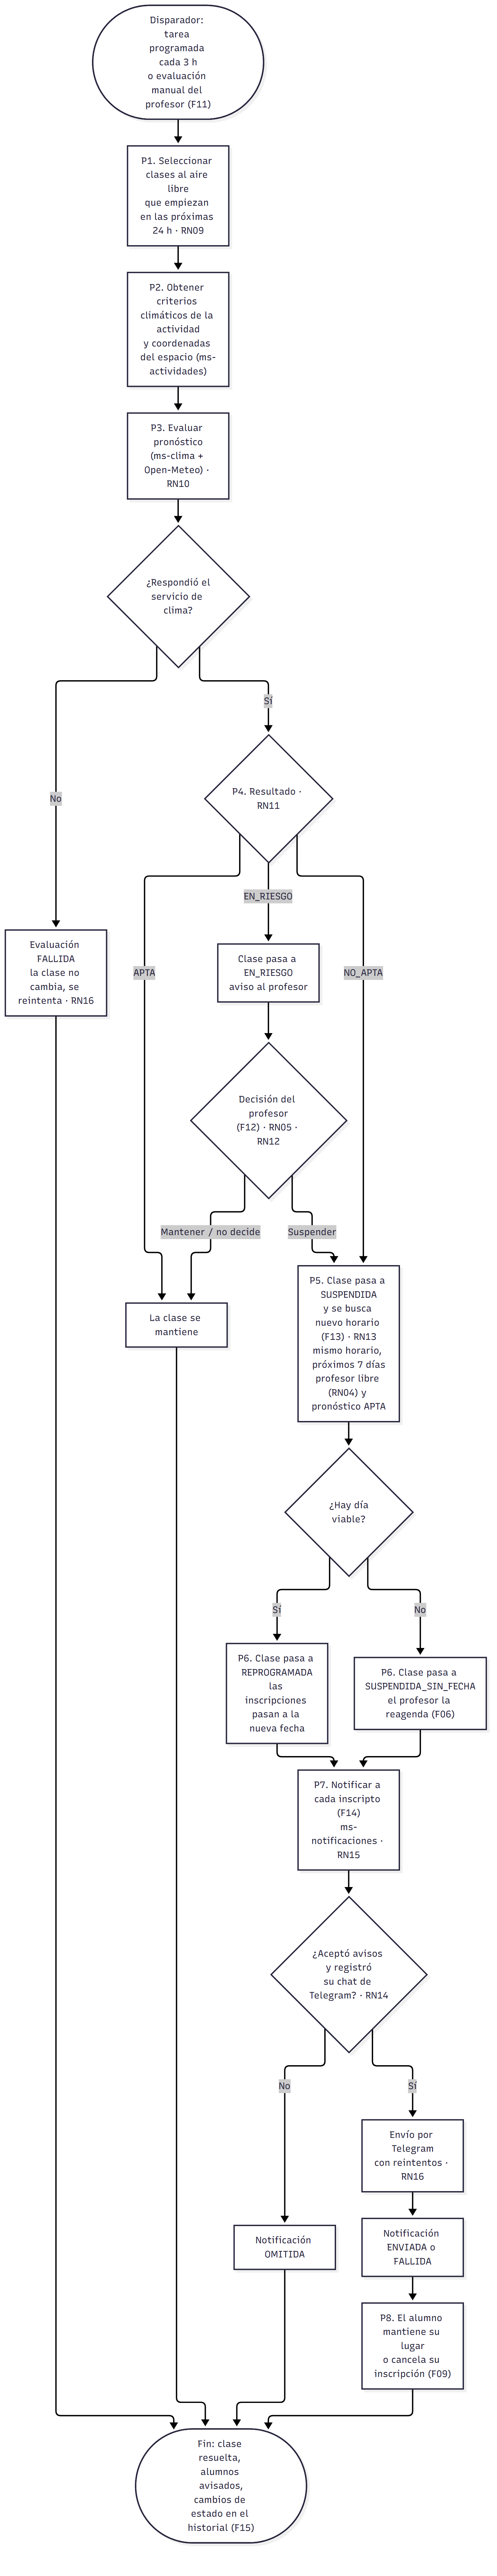 Disparador:
tarea
programada
cada 3 h
o evaluación
manual del
profesor (F11)
P1. Seleccionar
clases al aire
libre
que empiezan
en las próximas
24 h · RN09
P2. Obtener
criterios
climáticos de la
actividad
y coordenadas
del espacio (ms-
actividades)
P3. Evaluar
pronóstico
(ms-clima +
Open-Meteo) ·
RN10
¿Respondió el
servicio de
clima?
Sí
No
P4. Resultado ·
RN11
EN_RIESGO
Evaluación
FALLIDA
la clase no
cambia, se
reintenta · RN16
APTA
Clase pasa a
EN_RIESGO
aviso al profesor
NO_APTA
Decisión del
profesor
(F12) · RN05 ·
RN12
Mantener / no decide
Suspender
La clase se
mantiene
P5. Clase pasa a
SUSPENDIDA
y se busca
nuevo horario
(F13) · RN13
mismo horario,
próximos 7 días
profesor libre
(RN04) y
pronóstico APTA
¿Hay día
viable?
Sí
No
P6. Clase pasa a
REPROGRAMADA
las
inscripciones
pasan a la
nueva fecha
P6. Clase pasa a
SUSPENDIDA_SIN_FECHA
el profesor la
reagenda (F06)
P7. Notificar a
cada inscripto
(F14)
ms-
notificaciones ·
RN15
¿Aceptó avisos
y registró
su chat de
Telegram? · RN14
No
Sí
Envío por
Telegram
con reintentos ·
RN16
Notificación
OMITIDA
Notificación
ENVIADA o
FALLIDA
P8. El alumno
mantiene su
lugar
o cancela su
inscripción (F09)
Fin: clase
resuelta,
alumnos
avisados,
cambios de
estado en el
historial (F15)